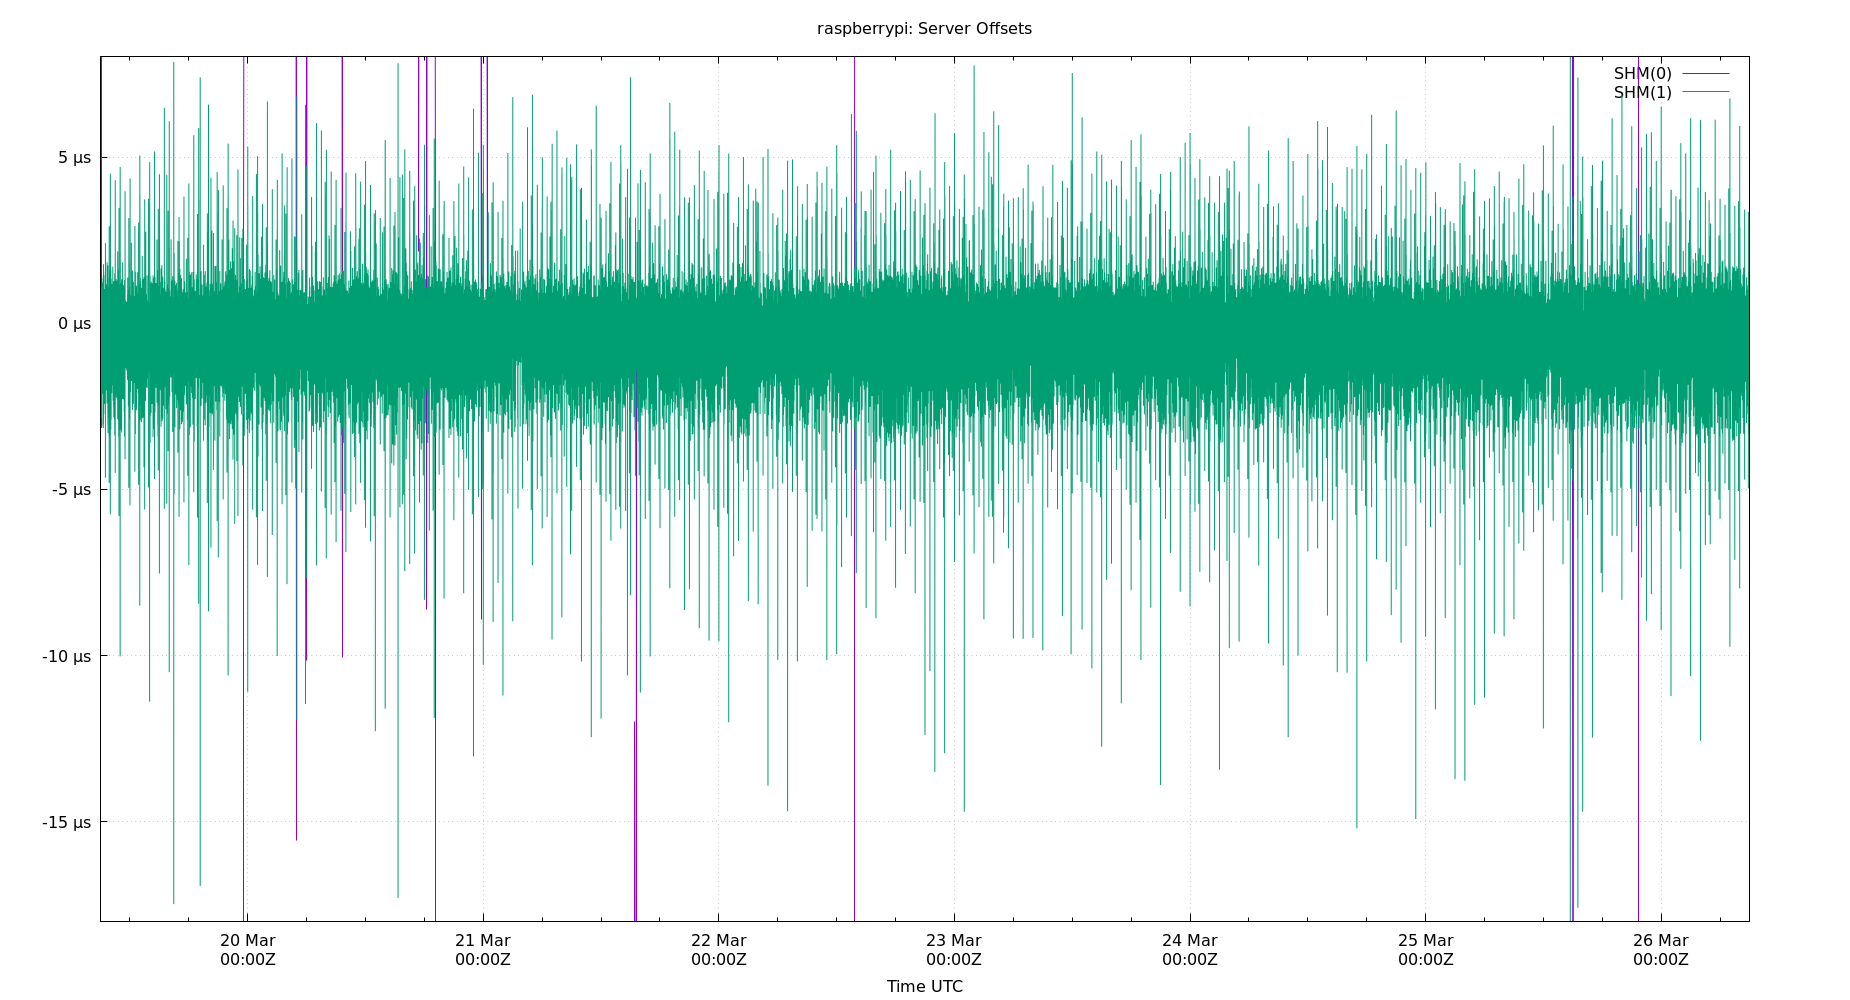 raspberrypi: Server Offsets
SHM(0)
SHM(1)
5 µs
0 µs
-5 µs
-10 µs
-15 µs
20 Mar 21 Mar 22 Mar 23 Mar 24 Mar 25 Mar 26 Mar
00:00Z 00:00Z 00:00Z 00:00Z 00:00Z 00:00Z 00:00Z
Time UTC